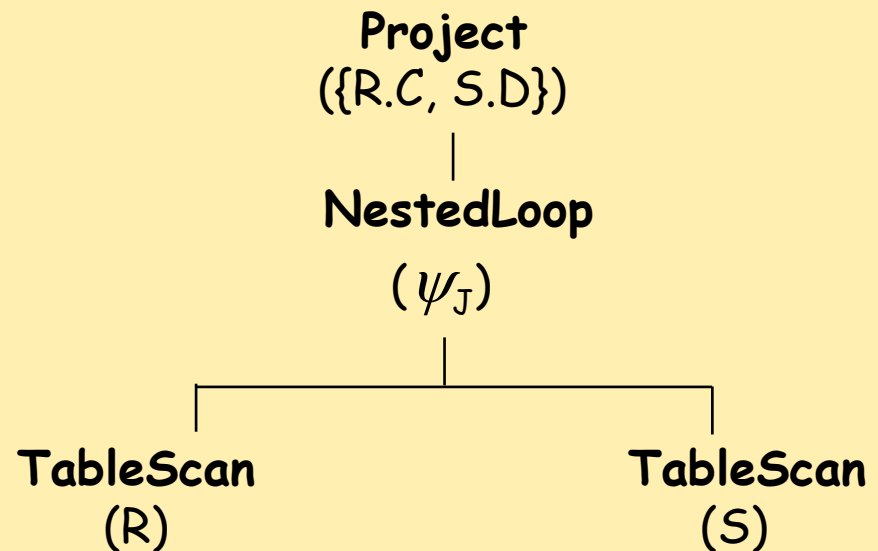 Project
({R.C, S.D})
NestedLoop
(ψJ)
TableScan
(R)
TableScan
(S)